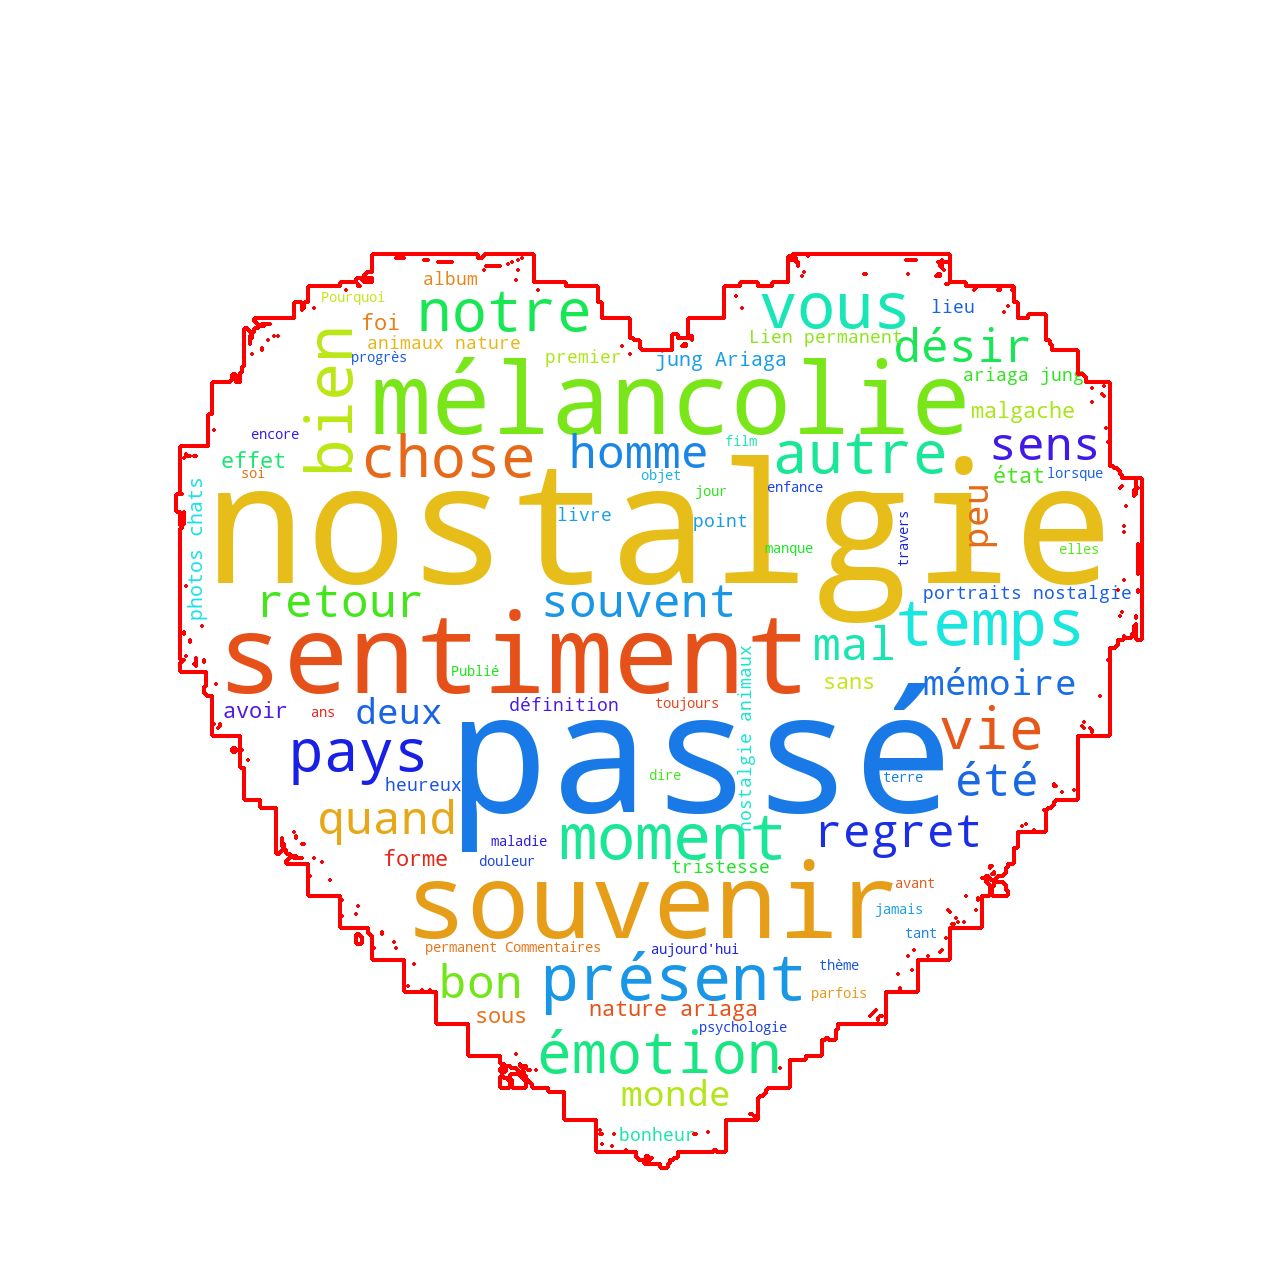 album
Pourquoi
notre
vous
lieu
foi
animaux nature
Lien permanent
bien
progrès
premier
jung Ariaga
désir
ariaga jung
mélancolie
malgache
encore
effet
soi
chose
homme
film
autre
sens
objet
état
lorsque
jour
enfance
photos chats
nostalgie
livre
point
peu
travers
manque
elles
portraits nostalgie
retour
souvent
temps
sentiment
mal
Publié
sans
mémoire
avoir
ans
deux
définition
toujours
nostalgie animaux
vie
pays
passé
dire
terre
été
heureux
quand
moment
regret
maladie
forme
douleur
tristesse
souvenir
avant
jamais
tant
permanent Commentaires
aujourd'hui
bon
présent
thème
parfois
sous
nature ariaga
psychologie
émotion
monde
bonheur